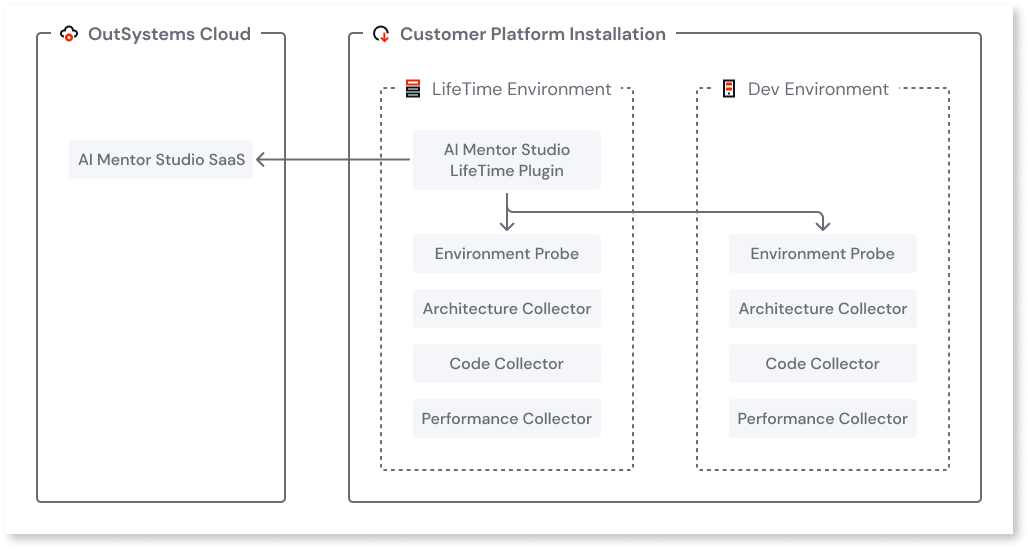 OutSystems Cloud
AI Mentor Studio SaaS
Customer Platform Installation
LifeTime Environment
AI Mentor Studio
LifeTime Plugin
Environment Probe
Architecture Collector
Code Collector
Performance Collector
Dev Environment
Environment Probe
Architecture Collector
Code Collector
Performance Collector